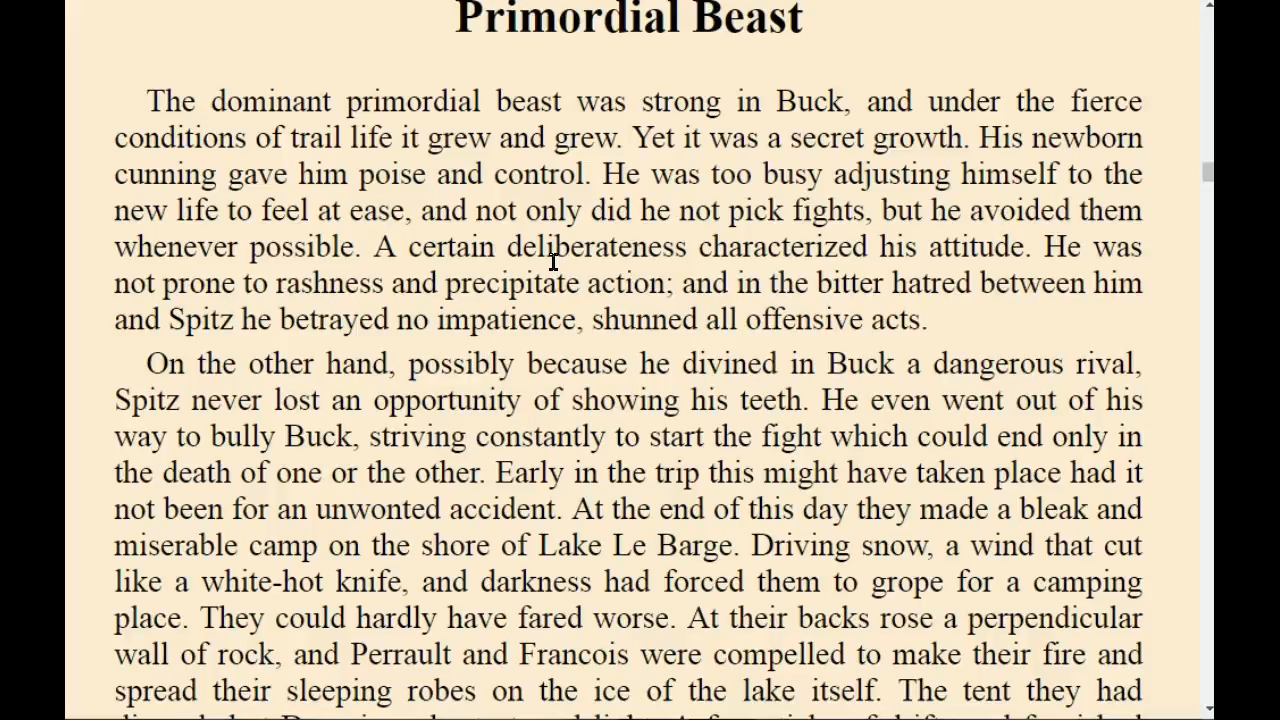 Primordial Beast
The dominant primordial beast was strong in Buck, and under the fierce
conditions of trail life it grew and grew. Yet it was a secret growth. His newborn
cunning gave him poise and control. He was too busy adjusting himself to the
new life to feel at ease, and not only did he not pick fights, but he avoided them
whenever possible. A certain deliberateness characterized his attitude. He was
not prone to rashness and precipitate action; and in the bitter hatred between him
and Spitz he betrayed no impatience, shunned all offensive acts.
On the other hand, possibly because he divined in Buck a dangerous rival,
Spitz never lost an opportunity of showing his teeth. He even went out of his
way to bully Buck, striving constantly to start the fight which could end only in
the death of one or the other. Early in the trip this might have taken place had it
not been for an unwonted accident. At the end of this day they made a bleak and
miserable camp on the shore of Lake Le Barge. Driving snow, a wind that cut
like a white-hot knife, and darkness had forced them to grope for a camping
place. They could hardly have fared worse. At their backs rose a perpendicular
wall of rock, and Perrault and Francois were compelled to make their fire and
spread their sleeping robes on the ice of the lake itself. The tent they had